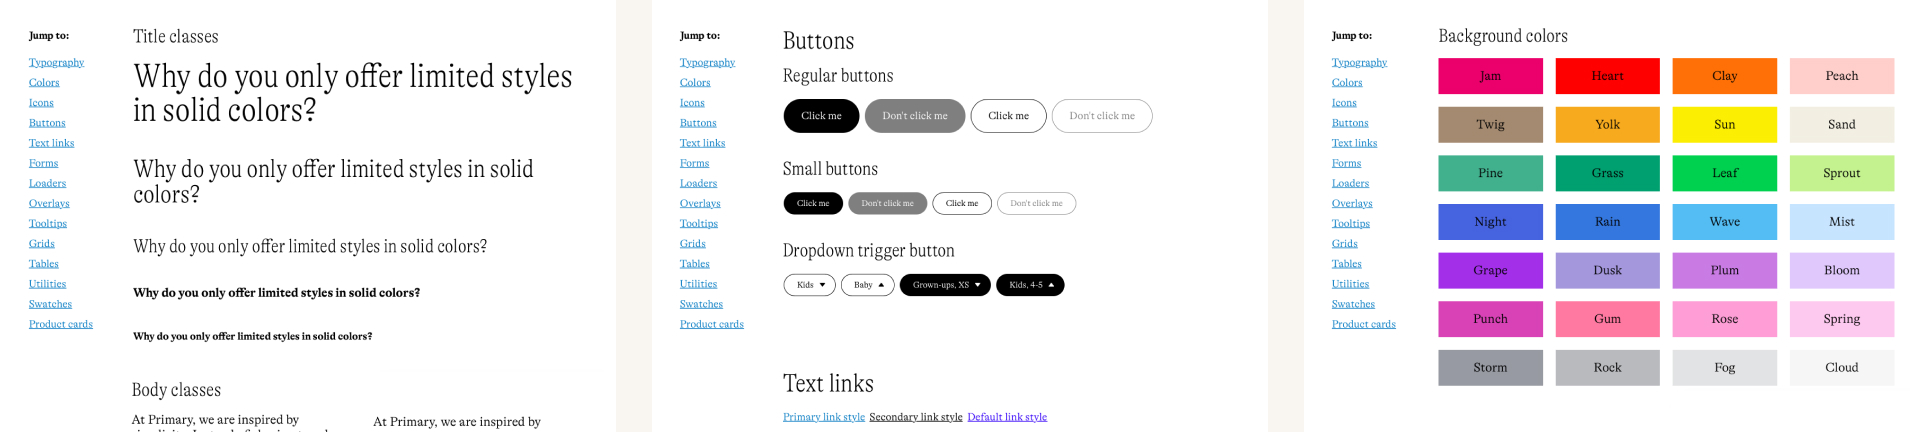 Jump to:
Typography
Colors
Icons
Buttons
Text links
Forms
Loaders
Overlays
Tooltips
Grids
Tables
Utilities
Swatches
Product cards
Title classes
Why do you only offer limited styles
in solid colors?
Why do you only offer limited styles in solid
colors?
Why do you only offer limited styles in solid colors?
Why do you only offer limited styles in solid colors?
Why do you only offer limited styles in solid colors?
Body classes
At Primary, we are inspired by
At Primary, we are inspired by
Jump to:
Typography
Colors
Icons
Buttons
Text links
Forms
Loaders
Overlays
Tooltips
Grids
Tables
Utilities
Swatches
Product cards
Buttons
Regular buttons
Click me Don't click me Click me Don't click me
Small buttons
Click me Don't click me Click me Don't click me
Dropdown trigger button
Kids Baby Grown-ups, XS Kids, 4-5
Text links
Primary link style Secondary link style Default link style
Jump to:
Typography
Colors
Icons
Buttons
Text links
Forms
Loaders
Overlays
Tooltips
Grids
Tables
Utilities
Swatches
Product cards
Background colors
Jam Heart Clay Peach
Twig Yolk Sun Sand
Pine Grass Leaf Sprout
Night Rain Wave Mist
Grape Dusk Plum Bloom
Punch Gum Rose Spring
Storm Rock Fog Cloud